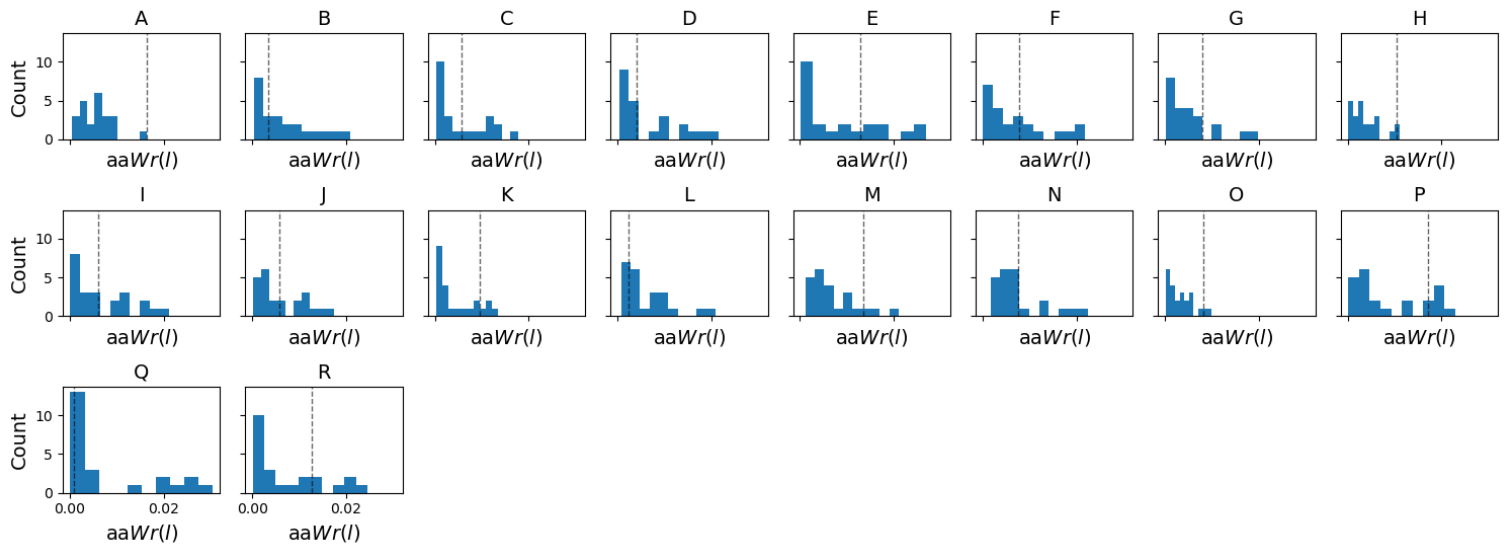 A B C D E F G H
10
5
0
Count
aaWr(l) aaWr(l) aaWr(l) aaWr(l) aaWr(l) aaWr(l) aaWr(l) aaWr(l)
I J K L M N O P
10
5
0
Count
aaWr(l) aaWr(l) aaWr(l) aaWr(l) aaWr(l) aaWr(l) aaWr(l) aaWr(l)
Q R
10
5
0
Count
0.00 0.02 0.00 0.02
aaWr(l) aaWr(l)